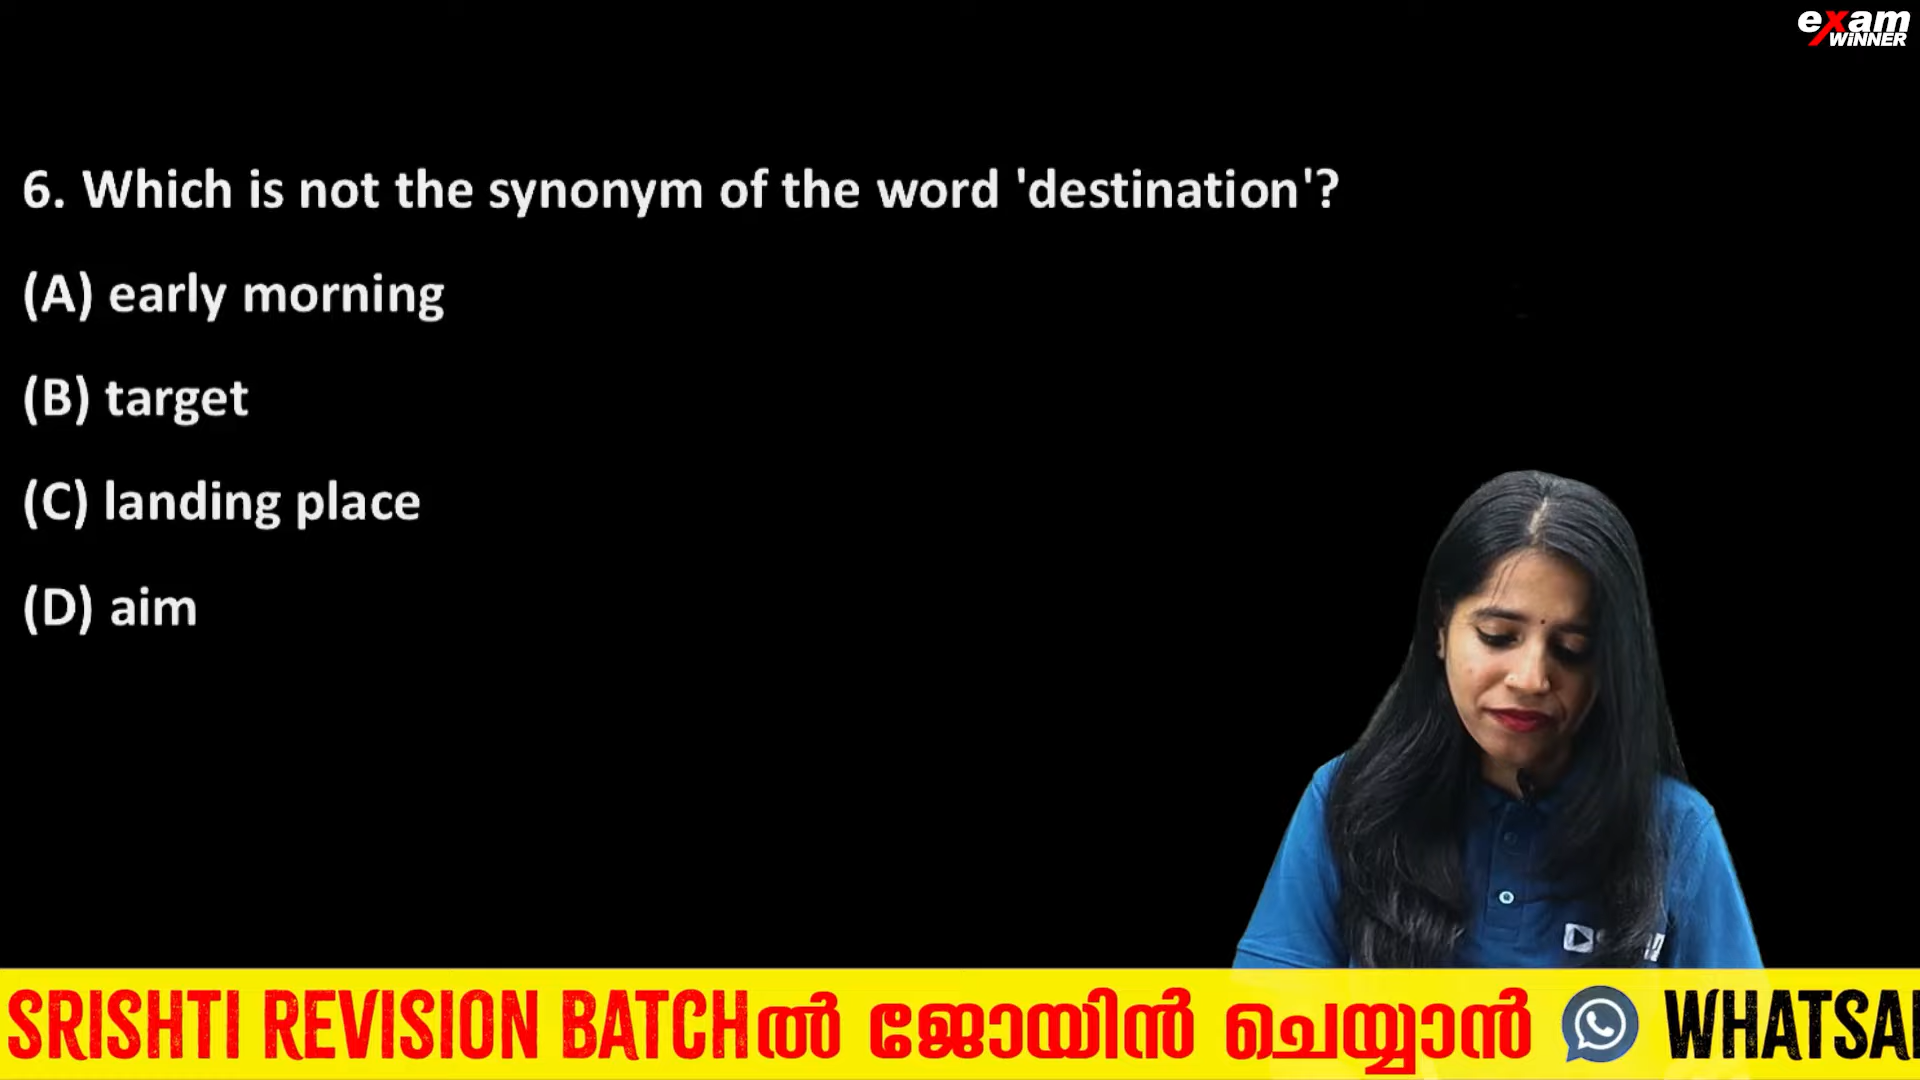 exam
WINNER
6. Which is not the synonym of the word 'destination'?
(A) early morning
(B) target
(C) landing place
(D) aim
SRISHTI REVISION BATCHൽ ജോയിൻ ചെയ്യാൻ WHATSA